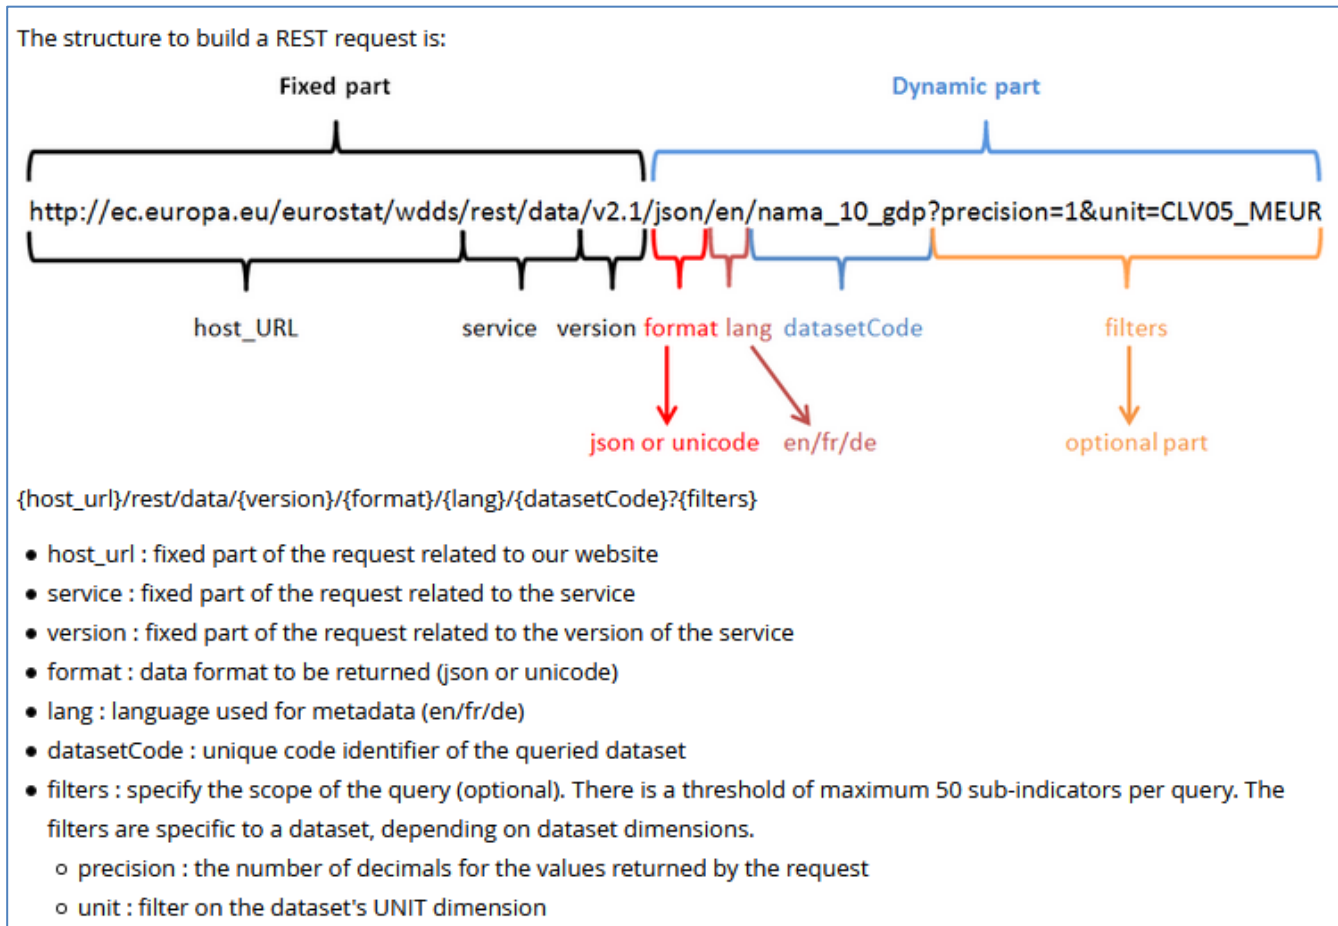 The structure to build a REST request is:
Fixed part
Dynamic part
http://ec.europa.eu/eurostat/wdds/rest/data/v2.1/json/en/nama_10_gdp?precision=1&unit=CLV05_MEUR
host_URL service version format lang datasetCode filters
json or unicode en/fr/de optional part
{host_url}/rest/data/{version}/{format}/{lang}/{datasetCode}?{filters}
● host_url : fixed part of the request related to our website
● service : fixed part of the request related to the service
● version : fixed part of the request related to the version of the service
● format : data format to be returned (json or unicode)
● lang : language used for metadata (en/fr/de)
● datasetCode : unique code identifier of the queried dataset
● filters : specify the scope of the query (optional). There is a threshold of maximum 50 sub-indicators per query. The
filters are specific to a dataset, depending on dataset dimensions.
○ precision : the number of decimals for the values returned by the request
○ unit : filter on the dataset's UNIT dimension